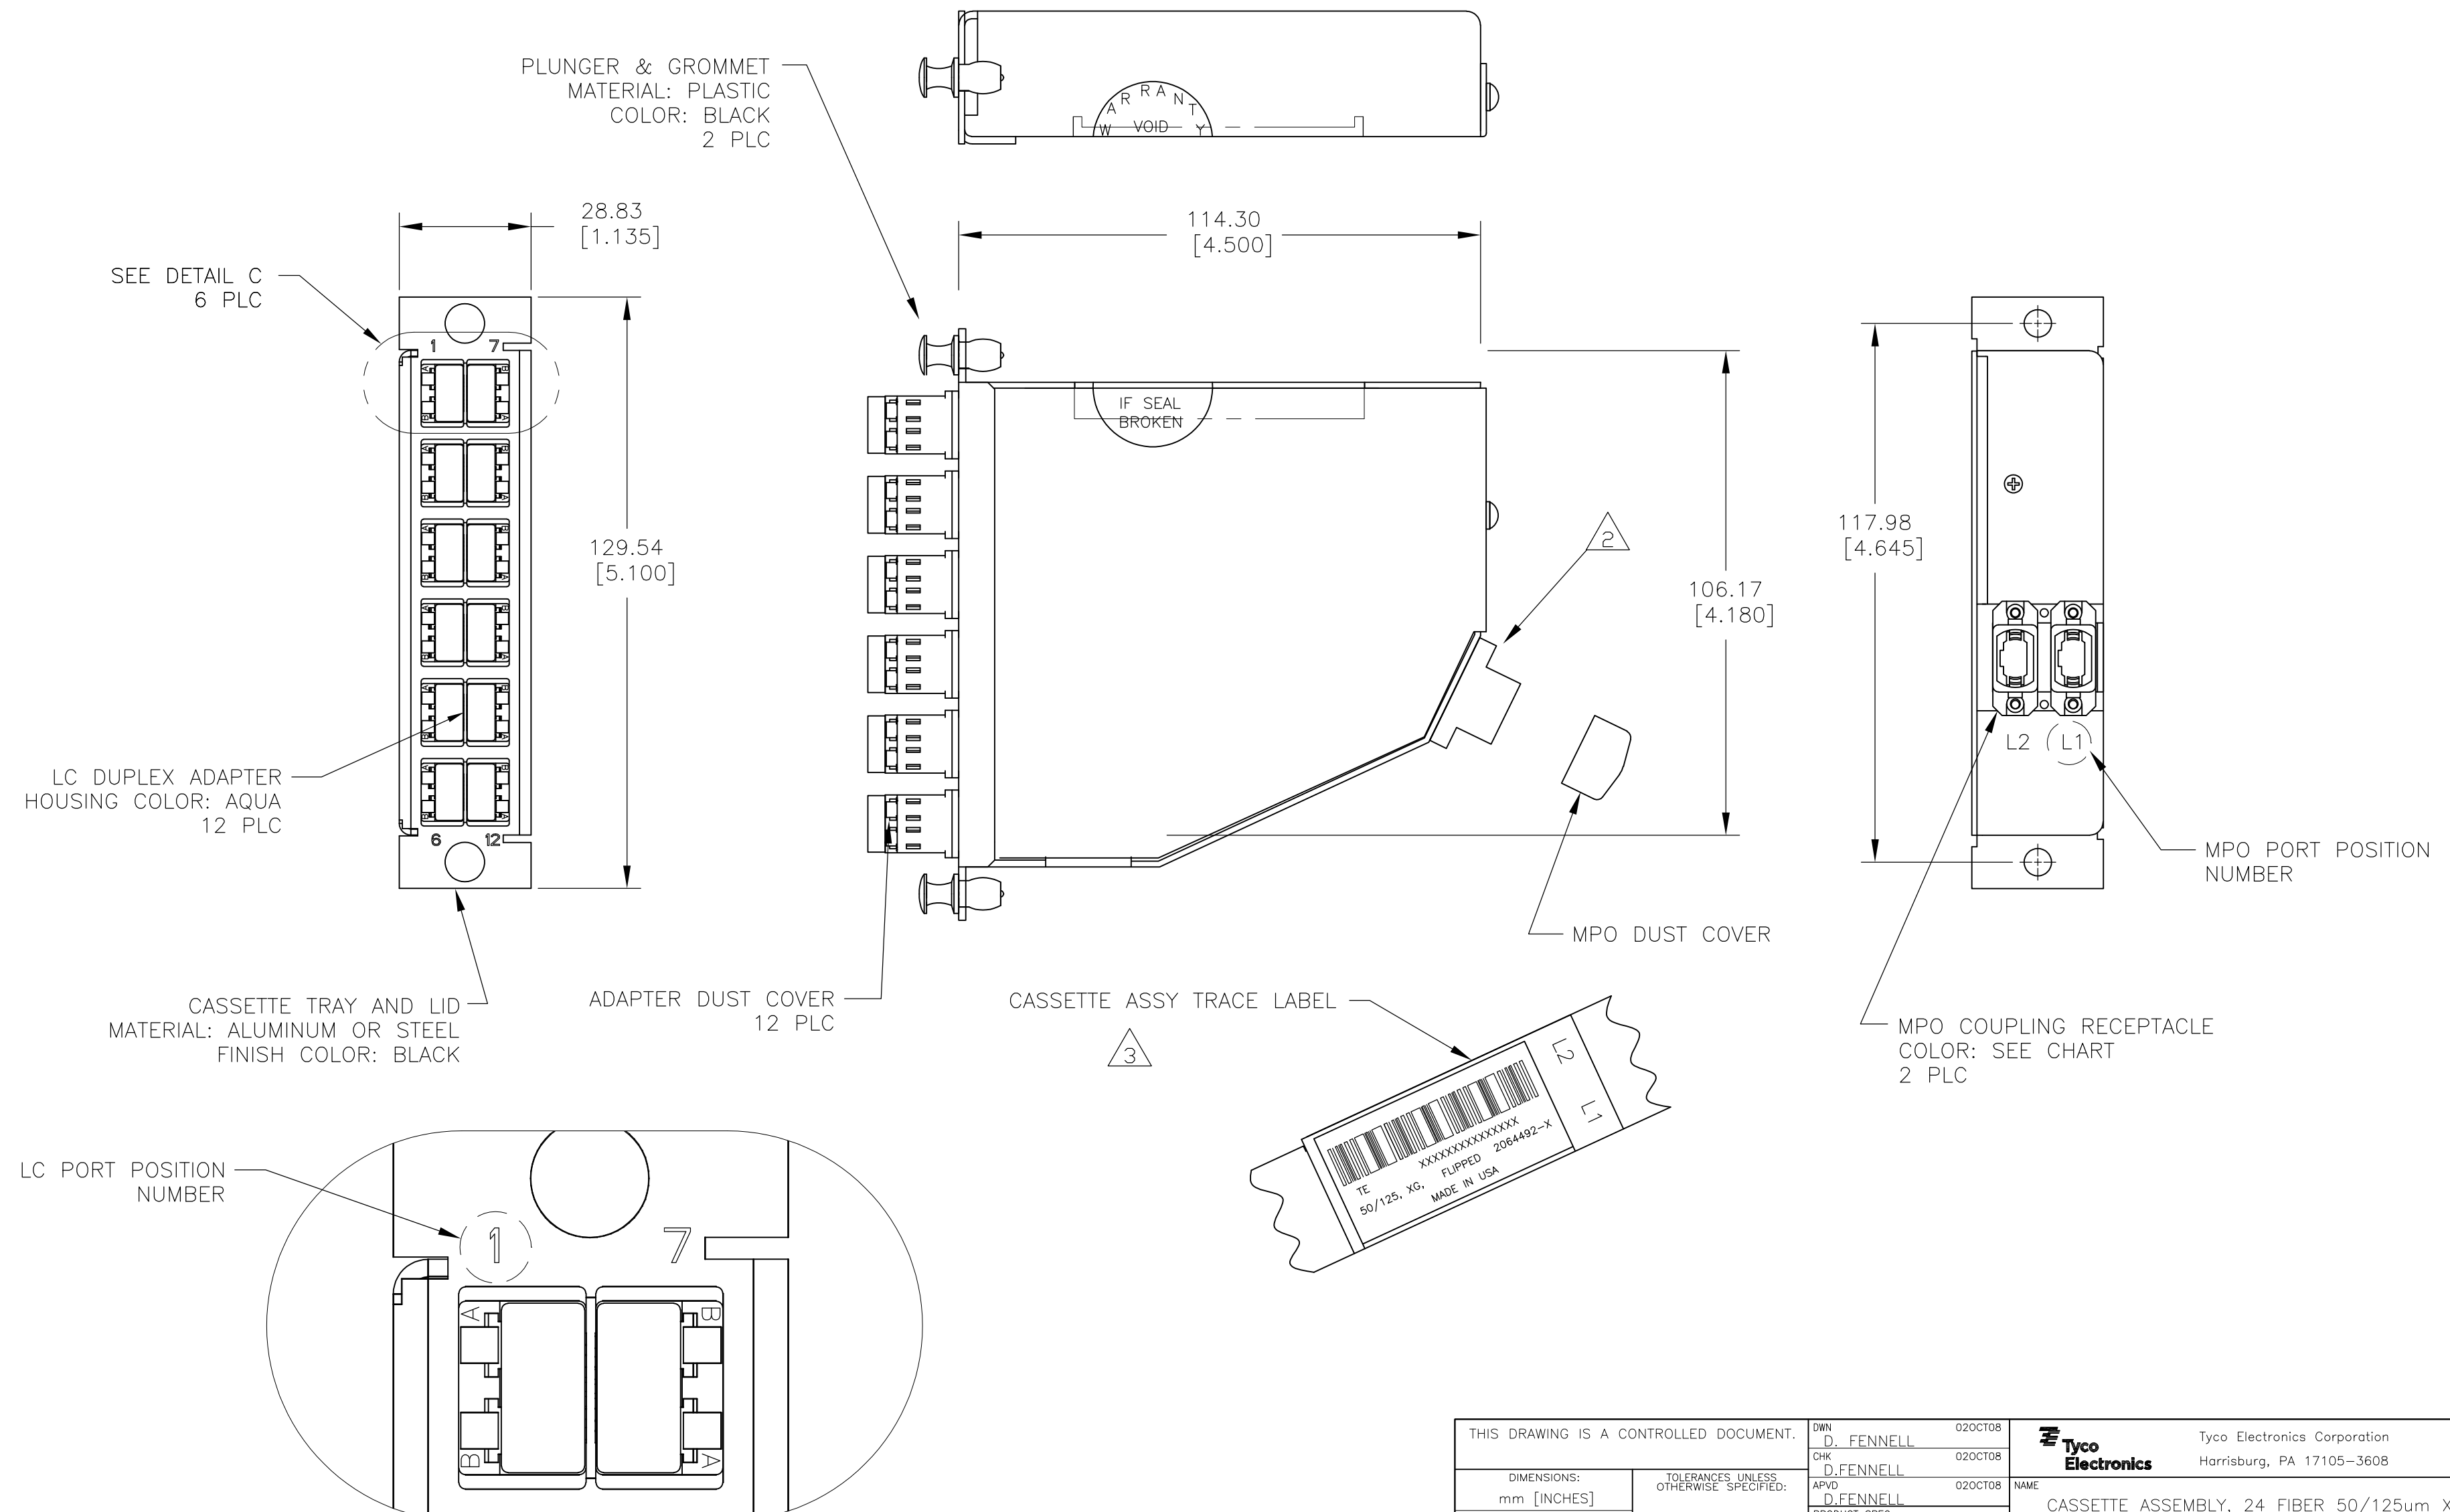 PLUNGER & GROMMET
MATERIAL: PLASTIC
COLOR: BLACK
2 PLC
WARRANTY
VOID
28.83
[1.135]
114.30
[4.500]
SEE DETAIL C
6 PLC
1 7
A B
B A
A B
B A
A B
B A
A B
B A
A B
B A
A B
B A
6 12
129.54
[5.100]
IF SEAL
BROKEN
2
106.17
[4.180]
117.98
[4.645]
L2 L1
LC DUPLEX ADAPTER
HOUSING COLOR: AQUA
12 PLC
MPO PORT POSITION
NUMBER
MPO DUST COVER
CASSETTE TRAY AND LID
MATERIAL: ALUMINUM OR STEEL
FINISH COLOR: BLACK
ADAPTER DUST COVER
12 PLC
CASSETTE ASSY TRACE LABEL
3
MPO COUPLING RECEPTACLE
COLOR: SEE CHART
2 PLC
L2
L1
XXXXXXXXXXXXXXX
TE FLIPPED 2064492-X
50/125, XG, MADE IN USA
LC PORT POSITION
NUMBER
1 7
A B
B A
THIS DRAWING IS A CONTROLLED DOCUMENT.
DIMENSIONS:
mm [INCHES]
TOLERANCES UNLESS
OTHERWISE SPECIFIED:
DWN 02OCT08
D. FENNELL
CHK 02OCT08
D.FENNELL
APVD 02OCT08
D.FENNELL
Tyco
Electronics
Tyco Electronics Corporation
Harrisburg, PA 17105-3608
NAME
CASSETTE ASSEMBLY, 24 FIBER 50/125um X